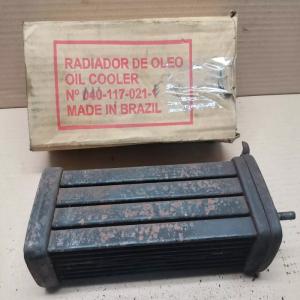 RADIADOR DE OLEO
OIL COOLER
Nº 040-117-021-
MADE IN BRAZIL